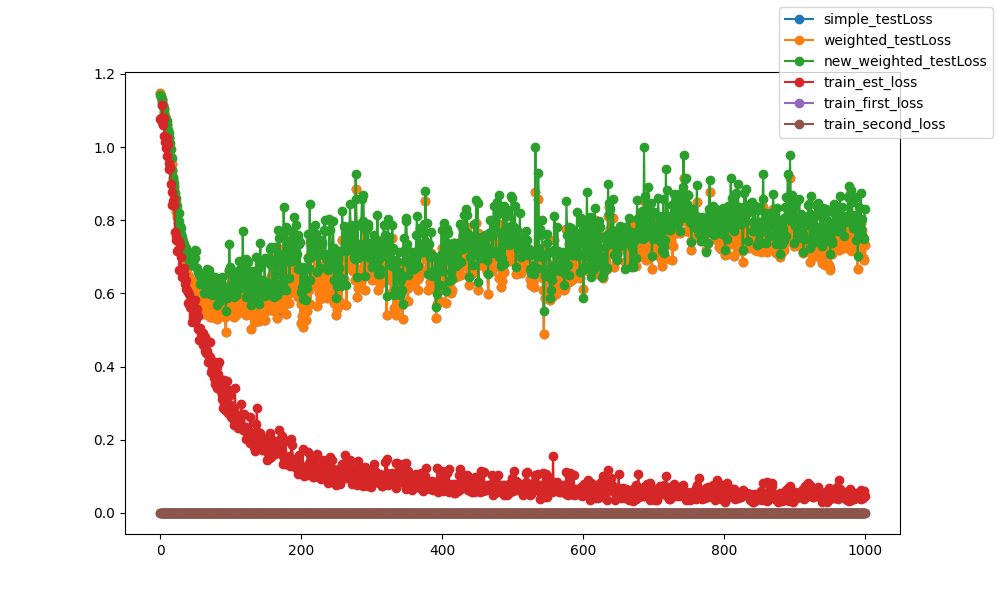 simple_testLoss
weighted_testLoss
new_weighted_testLoss
train_est_loss
train_first_loss
train_second_loss
1.2
1.0
0.8
0.6
0.4
0.2
0.0
0 200 400 600 800 1000